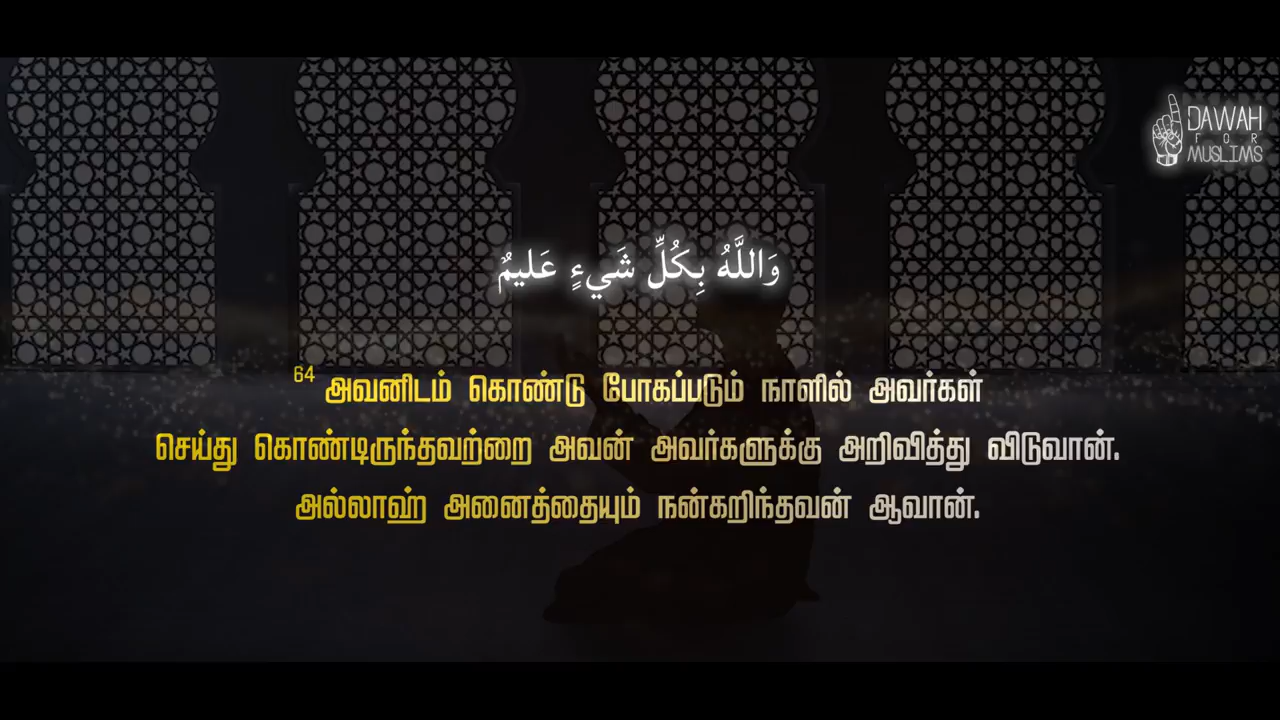 DAWAH
FOR
MUSLIMS
وَاللَّهُ بِكُلِّ شَيْءٍ عَلِيمٌ
64 அவனிடம் கொண்டு போகப்படும் நாளில் அவர்கள்
செய்து கொண்டிருந்தவற்றை அவன் அவர்களுக்கு அறிவித்து விடுவான்.
அல்லாஹ் அனைத்தையும் நன்கறிந்தவன் ஆவான்.